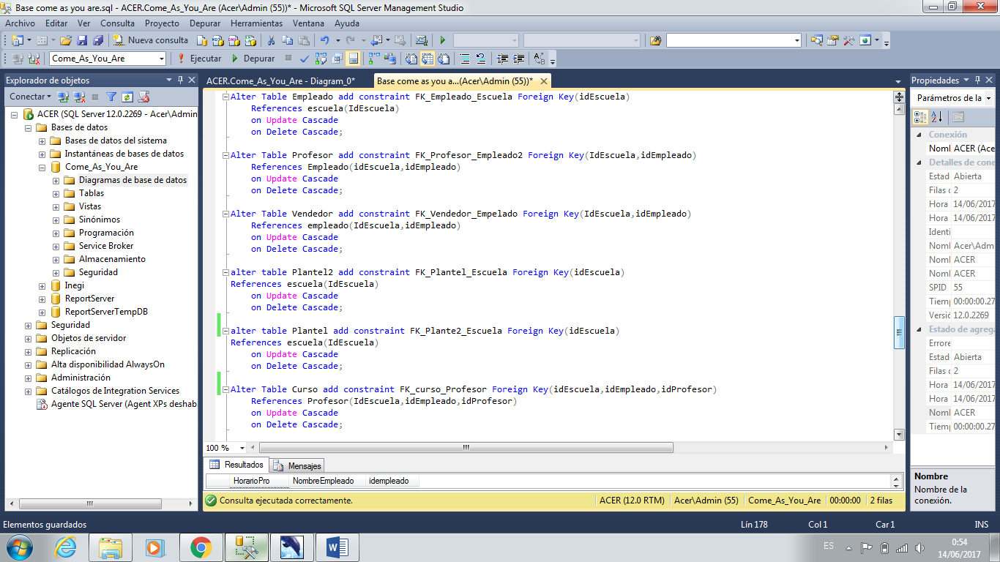 Base come as you are.sql - ACER.Come_As_You_Are (Acer\Admin (55))* - Microsoft SQL Server Management Studio
Archivo Editar Ver Consulta Proyecto Depurar Herramientas Ventana Ayuda
Nueva consulta
Come_As_You_Are Ejecutar Depurar
Explorador de objetos
Conectar
ACER (SQL Server 12.0.2269 - Acer\Admin
Bases de datos
Bases de datos del sistema
Instantáneas de bases de datos
Come_As_You_Are
Diagramas de base de datos
Tablas
Vistas
Sinónimos
Programación
Service Broker
Almacenamiento
Seguridad
Inegi
ReportServer
ReportServerTempDB
Seguridad
Objetos de servidor
Replicación
Alta disponibilidad AlwaysOn
Administración
Catálogos de Integration Services
Agente SQL Server (Agent XPs deshab
ACER.Come_As_You_Are - Diagram_0* Base come as you a...(Acer\Admin (55))*
Alter Table Empleado add constraint FK_Empleado_Escuela Foreign Key(idEscuela)
References escuela(IdEscuela)
on Update Cascade
on Delete Cascade;
Alter Table Profesor add constraint FK_Profesor_Empleado2 Foreign Key(IdEscuela,idEmpleado)
References Empleado(idEscuela,idEmpleado)
on Update Cascade
on Delete Cascade;
Alter Table Vendedor add constraint FK_Vendedor_Empelado Foreign Key(IdEscuela,idEmpleado)
References empleado(IdEscuela,idEmpleado)
on Update Cascade
on Delete Cascade;
alter table Plantel2 add constraint FK_Plantel_Escuela Foreign Key(idEscuela)
References escuela(IdEscuela)
on Update Cascade
on Delete Cascade;
alter table Plantel add constraint FK_Plante2_Escuela Foreign Key(idEscuela)
References escuela(IdEscuela)
on Update Cascade
on Delete Cascade;
Alter Table Curso add constraint FK_curso_Profesor Foreign Key(idEscuela,idEmpleado,idProfesor)
References Profesor(IdEscuela,idEmpleado,idProfesor)
on Update Cascade
on Delete Cascade;
100 %
Resultados Mensajes
HorarioPro NombreEmpleado idempleado
Consulta ejecutada correctamente. ACER (12.0 RTM) Acer\Admin (55) Come_As_You_Are 00:00:00 2 filas
Propiedades
Parámetros de la
Conexión
Noml ACER (Ace
Detalles de cone
Estad Abierta
Filas c 2
Hora 14/06/2017
Hora 14/06/2017
Identi
Noml Acer\Adm
Noml ACER
Noml ACER
SPID 55
Tiemp 00:00:00.27
Versió 12.0.2269
Estado de agrega
Errore
Estad Abierta
Filas c 2
Hora 14/06/2017
Hora 14/06/2017
Noml ACER
Tiemp 00:00:00.27
Nombre
Nombre de la
conexión.
Elementos guardados Lín 178 Col 1 Car 1 INS
ES 0:54
14/06/2017